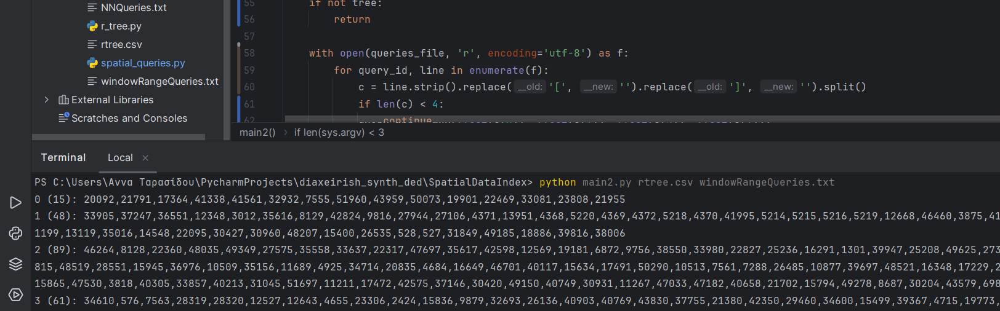 NNQueries.txt
r_tree.py
rtree.csv
spatial_queries.py
windowRangeQueries.txt
External Libraries
Scratches and Consoles
55 if not tree:
56 return
57
58 with open(queries_file, 'r', encoding='utf-8') as f:
59 for query_id, line in enumerate(f):
60 c = line.strip().replace( __old: '[', __new: '').replace( __old: ']', __new: '').split()
61 if len(c) < 4:
62 continue
main2() › if len(sys.argv) < 3
Terminal Local ×
PS C:\Users\Αννα Ταρασίδου\PycharmProjects\diaxeirish_synth_ded\SpatialDataIndex> python main2.py rtree.csv windowRangeQueries.txt
0 (15): 20092,21791,17364,41338,41561,32932,7555,51960,43959,50073,19901,22469,33081,23808,21955
1 (48): 33905,37247,36551,12348,3012,35616,8129,42824,9816,27944,27106,4371,13951,4368,5220,4369,4372,5218,4370,41995,5214,5215,5216,5219,12668,46460,3875,41
1199,13119,35016,14548,22095,30427,30960,48207,15400,26535,528,527,31849,49185,18886,39816,38006
2 (89): 46264,8128,22360,48035,49349,27575,35558,33637,22317,47697,35617,42598,12569,19181,6872,9756,38550,33980,22827,25236,16291,1301,39947,25208,49625,273
815,48519,28551,15945,36976,10509,35156,11689,4925,34714,20835,4684,16649,46701,40117,15634,17491,50290,10513,7561,7288,26485,10877,39697,48521,16348,17229,2
15865,47530,3818,40305,33857,40213,31045,51697,11211,17472,42575,37146,30420,49150,40749,30931,11267,47033,47182,40658,21702,15794,49278,8687,30204,43579,698
3 (61): 34610,576,7563,28319,28320,12527,12643,4655,23306,2424,15836,9879,32693,26136,40903,40769,43830,37755,21380,42350,29460,34600,15499,39367,4715,19773,